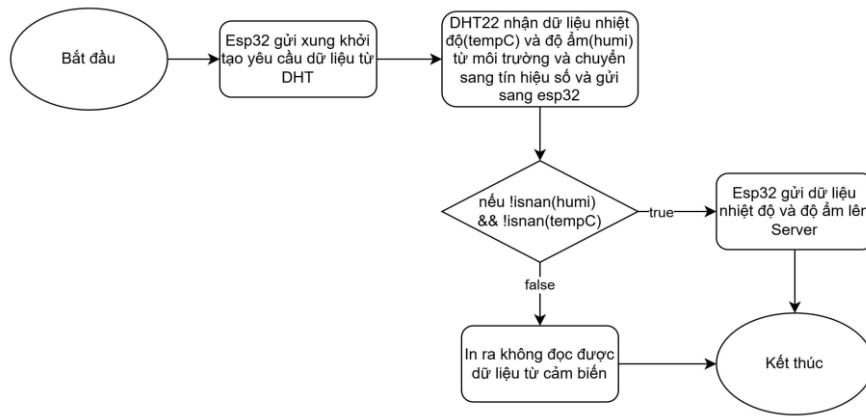 Bắt đầu
Esp32 gửi xung khởi
tạo yêu cầu dữ liệu từ
DHT
DHT22 nhận dữ liệu nhiệt
độ(tempC) và độ ẩm(humi)
từ môi trường và chuyển
sang tín hiệu số và gửi
sang esp32
nếu !isnan(humi)
&& !isnan(tempC)
true
Esp32 gửi dữ liệu
nhiệt độ và độ ẩm lên
Server
false
In ra không đọc được
dữ liệu từ cảm biến
Kết thúc